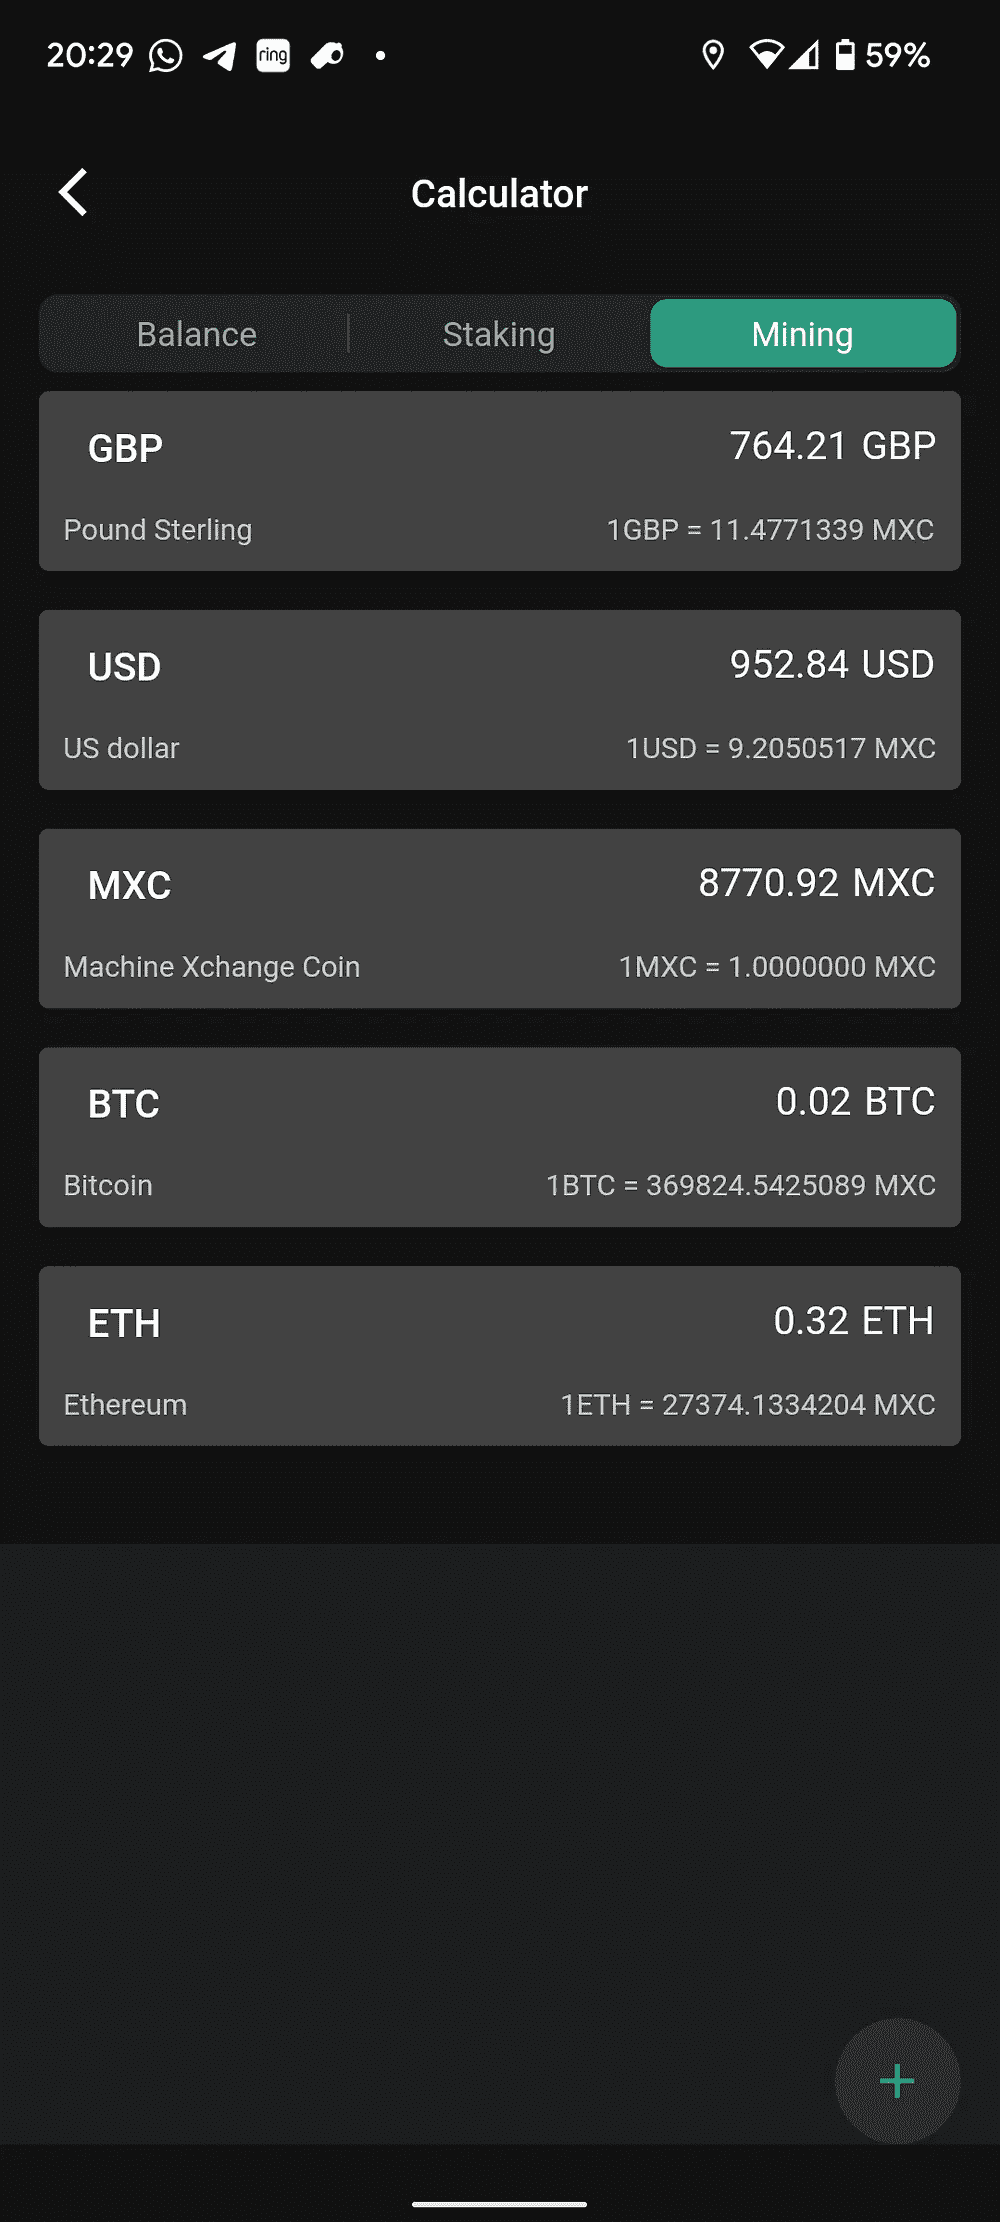 20:29 ring 59%
Calculator
Balance Staking Mining
GBP 764.21 GBP
Pound Sterling 1GBP = 11.4771339 MXC
USD 952.84 USD
US dollar 1USD = 9.2050517 MXC
MXC 8770.92 MXC
Machine Xchange Coin 1MXC = 1.0000000 MXC
BTC 0.02 BTC
Bitcoin 1BTC = 369824.5425089 MXC
ETH 0.32 ETH
Ethereum 1ETH = 27374.1334204 MXC
+